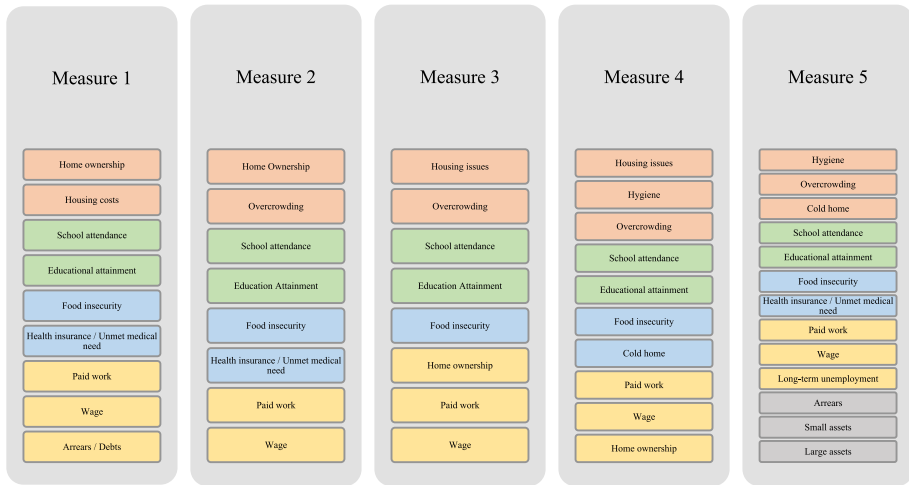 Measure 1
Home ownership
Housing costs
School attendance
Educational attainment
Food insecurity
Health insurance / Unmet medical
need
Paid work
Wage
Arrears / Debts
Measure 2
Home Ownership
Overcrowding
School attendance
Education Attainment
Food insecurity
Health insurance / Unmet medical
need
Paid work
Wage
Measure 3
Housing issues
Overcrowding
School attendance
Education Attainment
Food insecurity
Home ownership
Paid work
Wage
Measure 4
Housing issues
Hygiene
Overcrowding
School attendance
Educational attainment
Food insecurity
Cold home
Paid work
Wage
Home ownership
Measure 5
Hygiene
Overcrowding
Cold home
School attendance
Educational attainment
Food insecurity
Health insurance / Unmet medical
need
Paid work
Wage
Long-term unemployment
Arrears
Small assets
Large assets